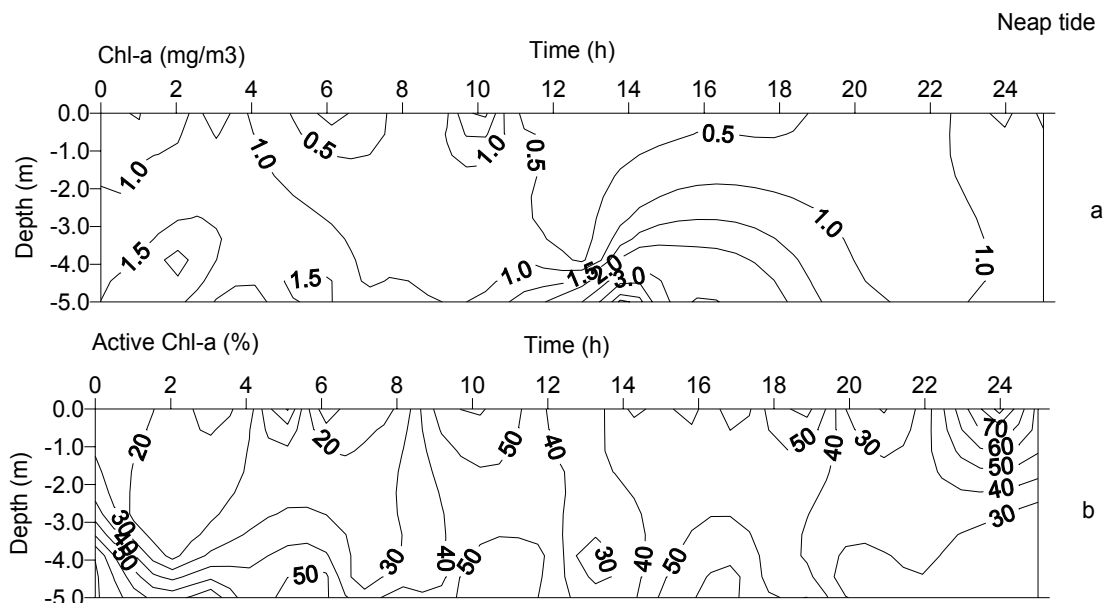 Neap tide
Chl-a (mg/m3) Time (h)
0 2 4 6 8 10 12 14 16 18 20 22 24
0.0
-1.0
-2.0
-3.0
-4.0
-5.0
Depth (m)
1.0 1.5 1.0 0.5 1.5 1.0 0.5 1.0 1.5 2.0 3.0 0.5 1.0 1.0
a
Active Chl-a (%) Time (h)
0 2 4 6 8 10 12 14 16 18 20 22 24
0.0
-1.0
-2.0
-3.0
-4.0
-5.0
Depth (m)
20 30 40 50 20 50 30 40 50 50 40 30 40 50 50 40 30 70 60 50 40 30
b